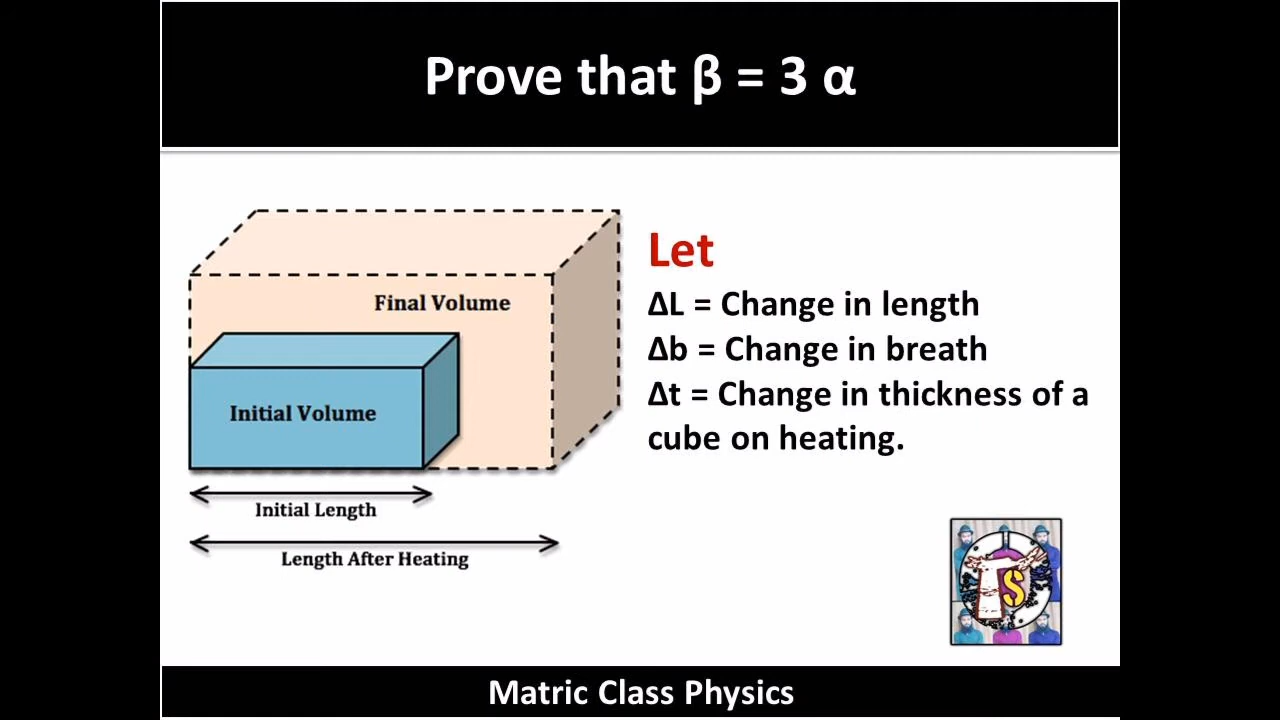 Prove that β = 3 α
Let
ΔL = Change in length
Δb = Change in breath
Δt = Change in thickness of a
cube on heating.
Final Volume
Initial Volume
Initial Length
Length After Heating
TS
Matric Class Physics